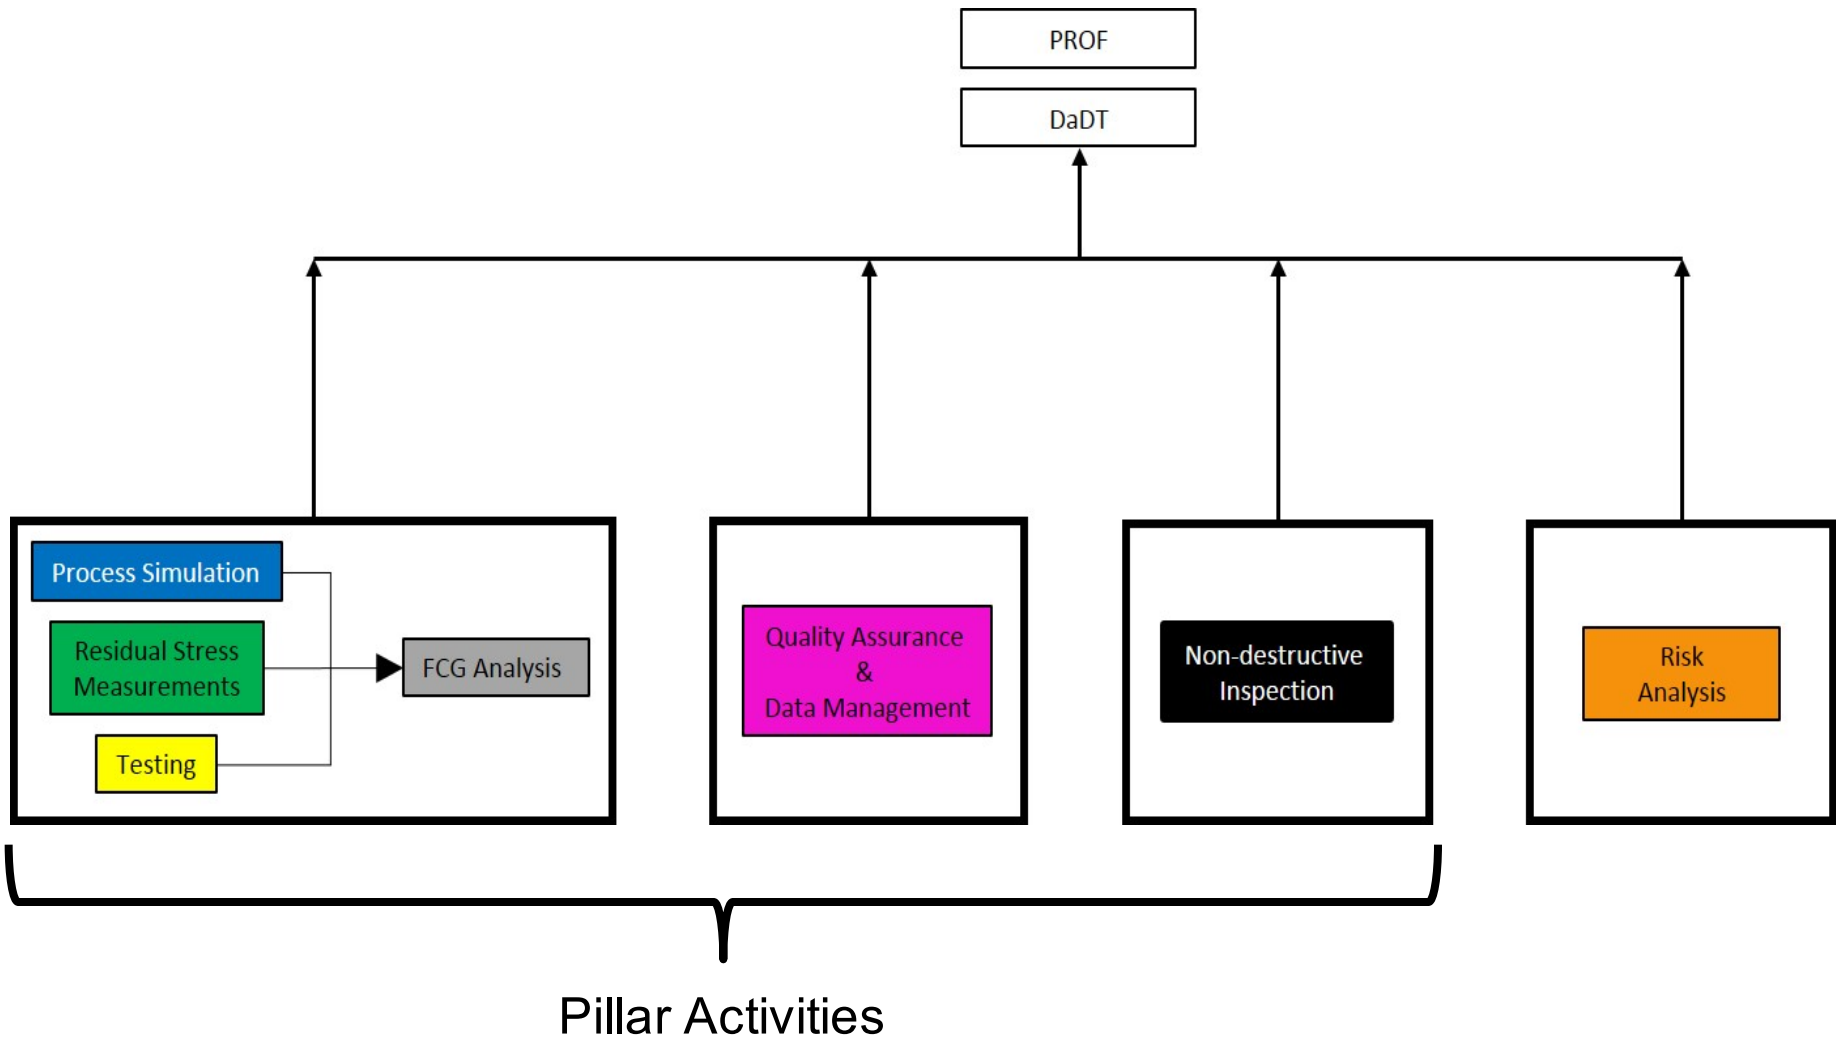 PROF
DaDT
Process Simulation
Residual Stress
Measurements
Testing
FCG Analysis
Quality Assurance
&
Data Management
Non-destructive
Inspection
Risk
Analysis
Pillar Activities